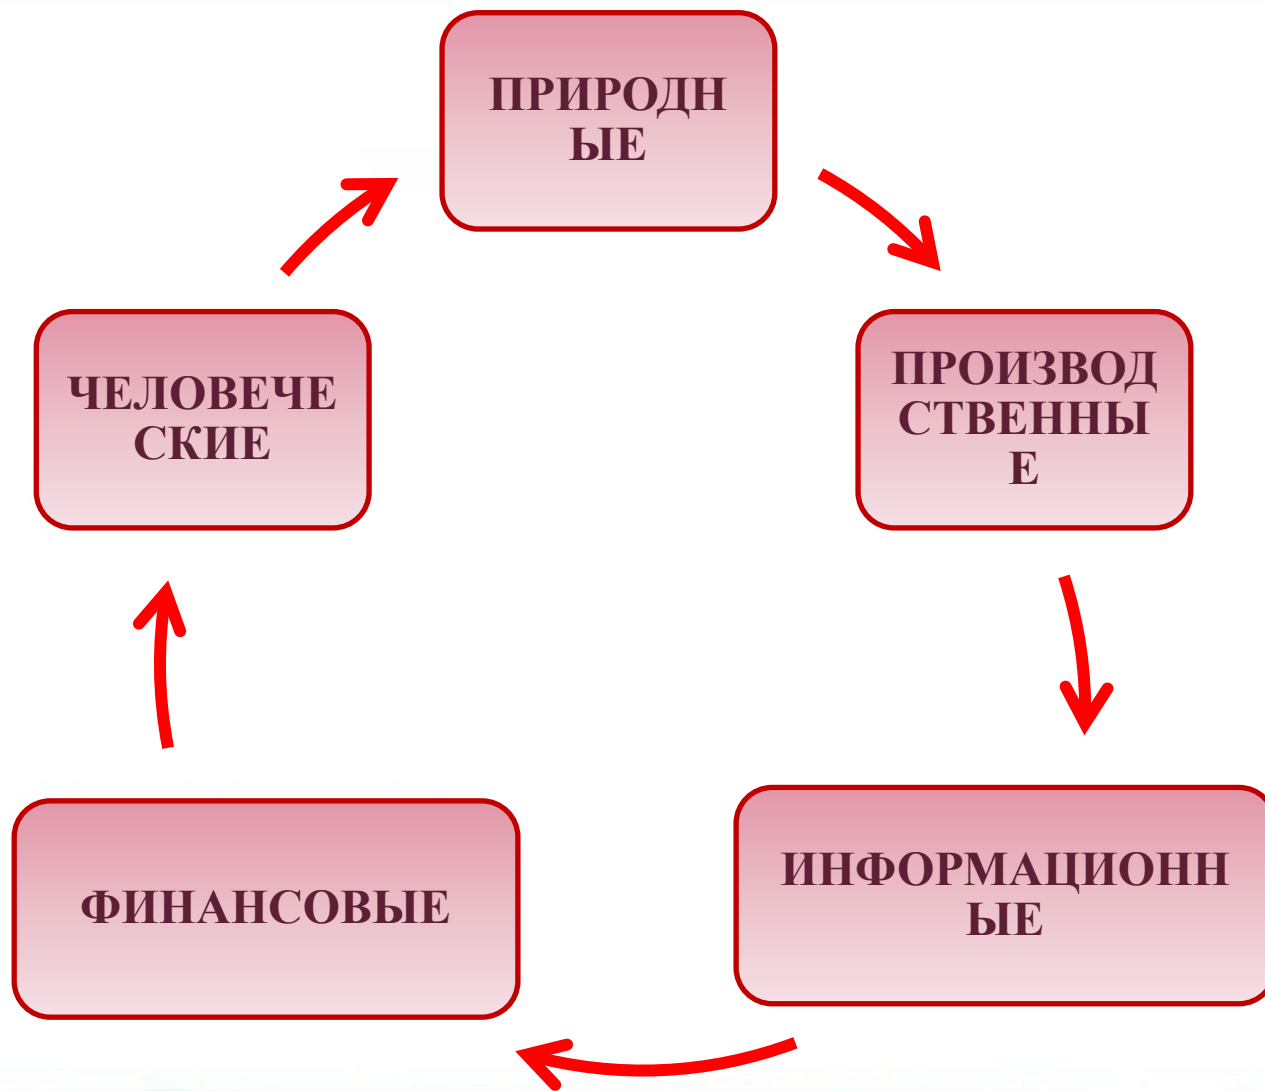 ПРИРОДН
ЫЕ
ПРОИЗВОД
СТВЕННЫ
Е
ИНФОРМАЦИОНН
ЫЕ
ФИНАНСОВЫЕ
ЧЕЛОВЕЧЕ
СКИЕ